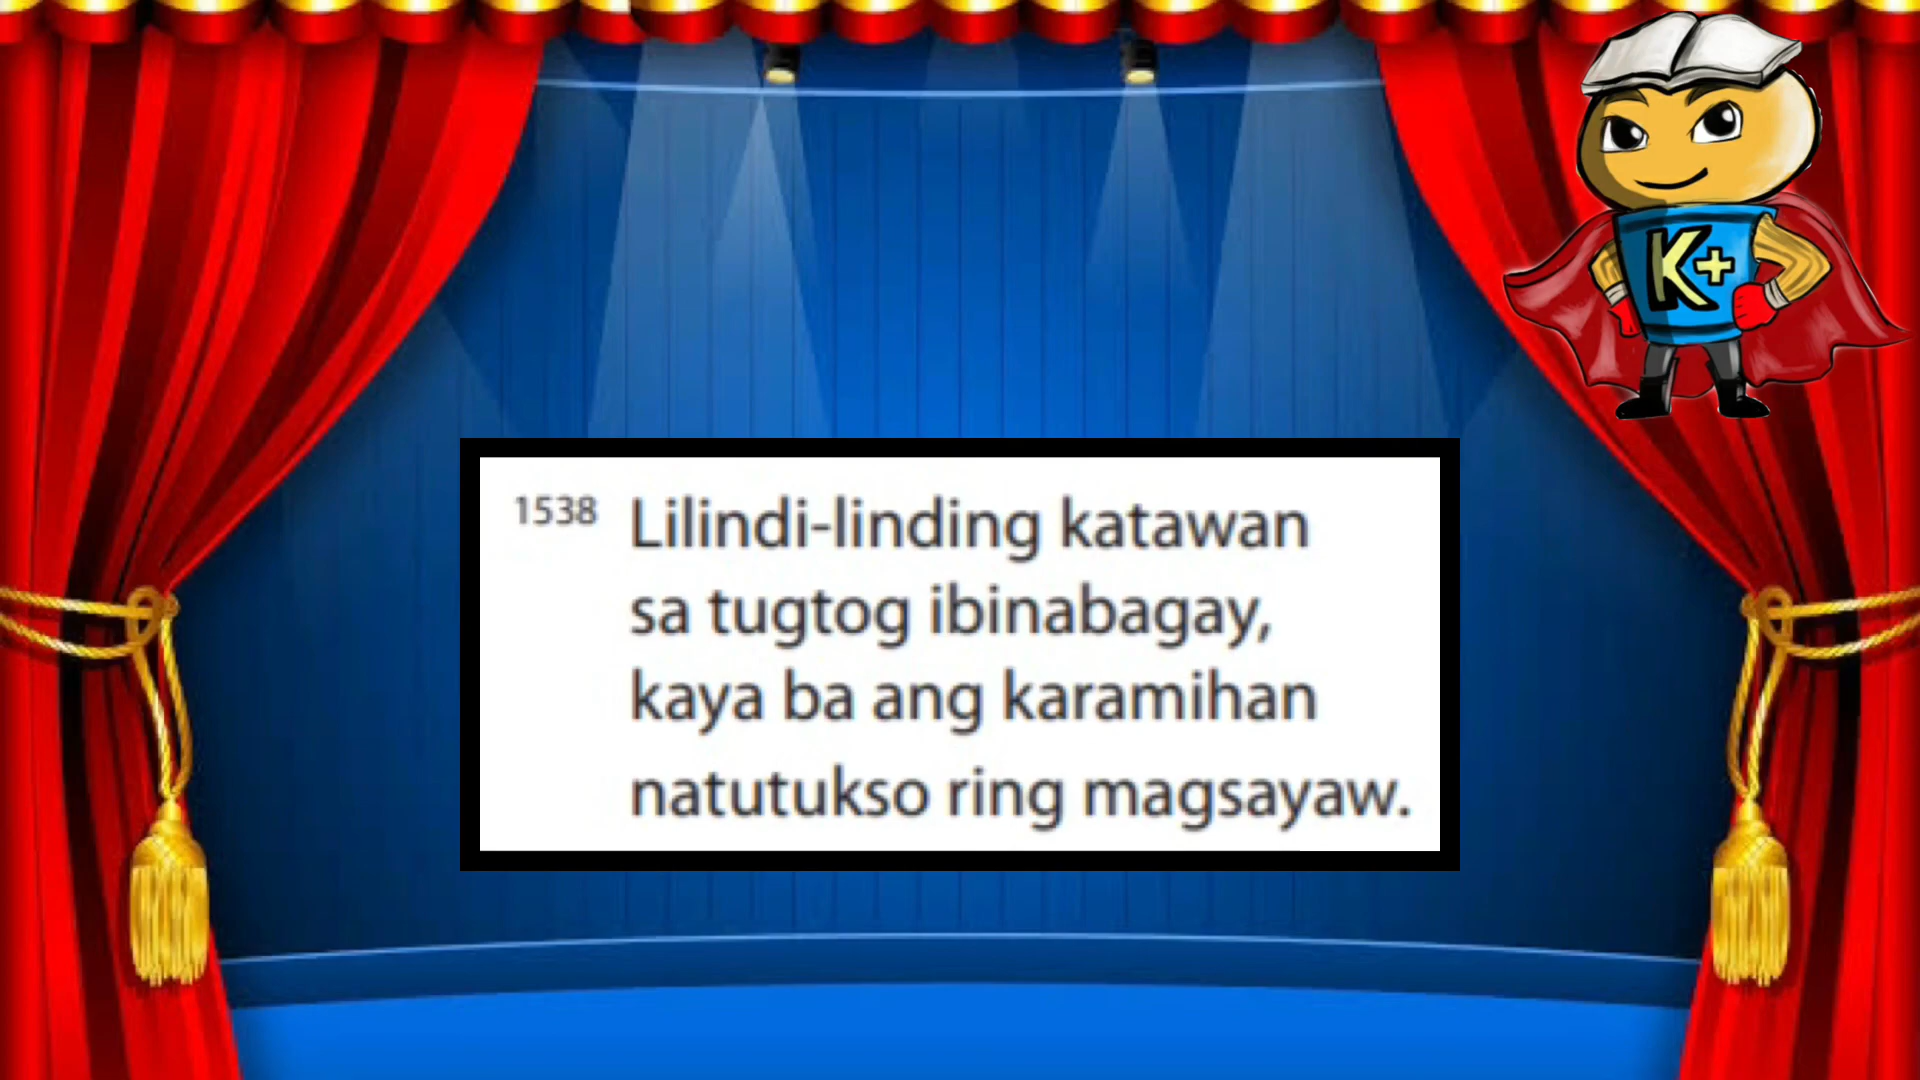 K+
1538 Lilindi-linding katawan
sa tugtog ibinabagay,
kaya ba ang karamihan
natutukso ring magsayaw.